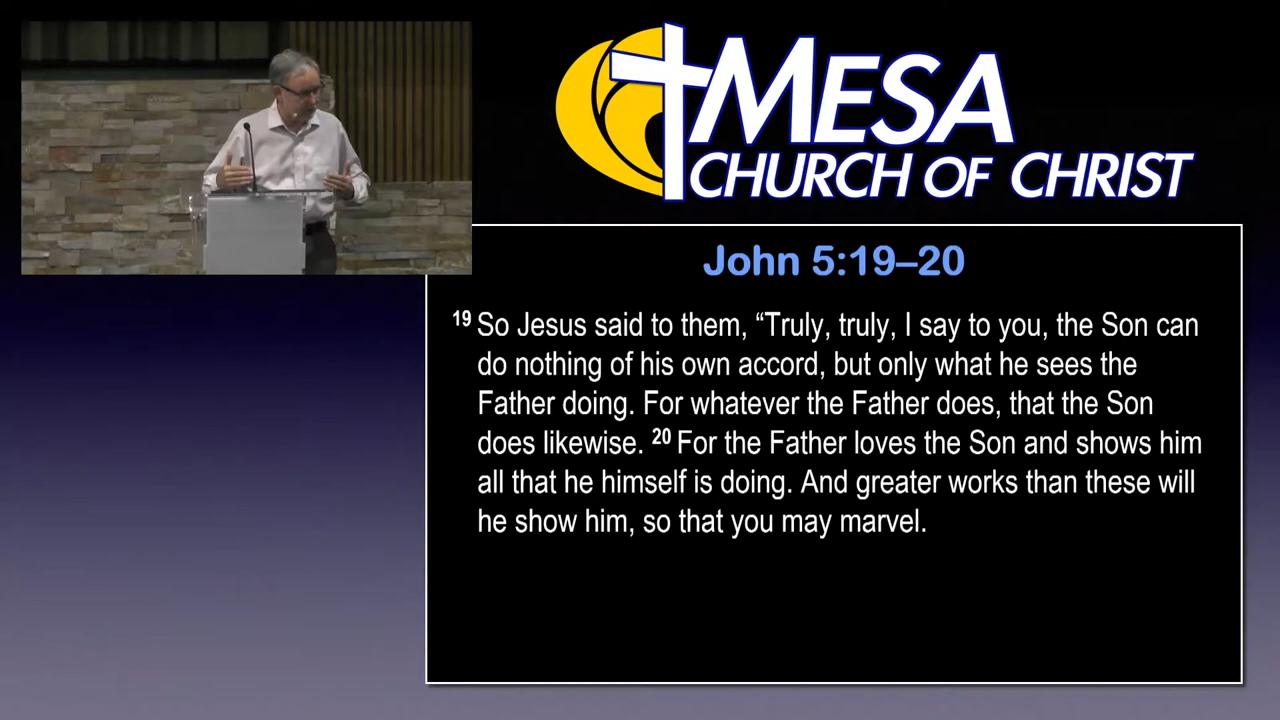 MESA
CHURCH OF CHRIST
John 5:19–20
19 So Jesus said to them, “Truly, truly, I say to you, the Son can
do nothing of his own accord, but only what he sees the
Father doing. For whatever the Father does, that the Son
does likewise. 20 For the Father loves the Son and shows him
all that he himself is doing. And greater works than these will
he show him, so that you may marvel.